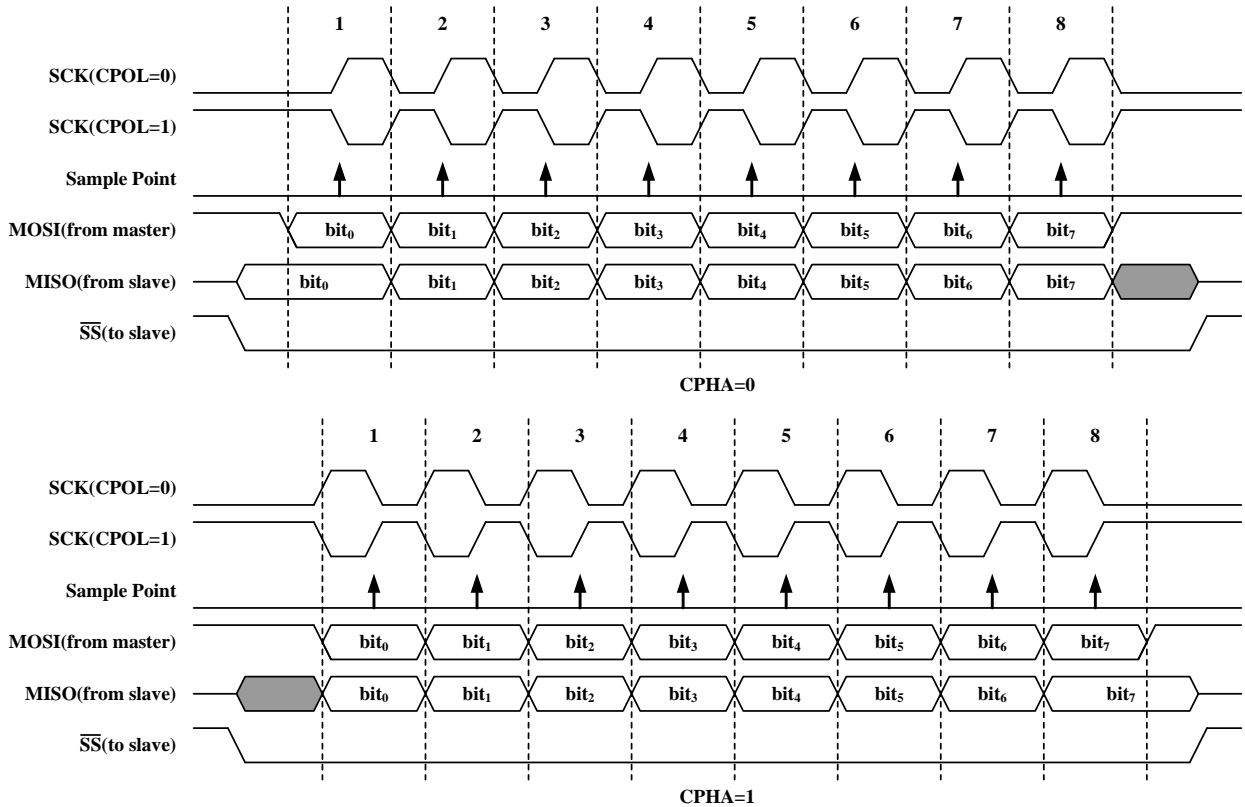 1 2 3 4 5 6 7 8
SCK(CPOL=0)
SCK(CPOL=1)
Sample Point
MOSI(from master) bit₀ bit₁ bit₂ bit₃ bit₄ bit₅ bit₆ bit₇
MISO(from slave) bit₀ bit₁ bit₂ bit₃ bit₄ bit₅ bit₆ bit₇
S̅S̅(to slave)
CPHA=0
1 2 3 4 5 6 7 8
SCK(CPOL=0)
SCK(CPOL=1)
Sample Point
MOSI(from master) bit₀ bit₁ bit₂ bit₃ bit₄ bit₅ bit₆ bit₇
MISO(from slave) bit₀ bit₁ bit₂ bit₃ bit₄ bit₅ bit₆ bit₇
S̅S̅(to slave)
CPHA=1